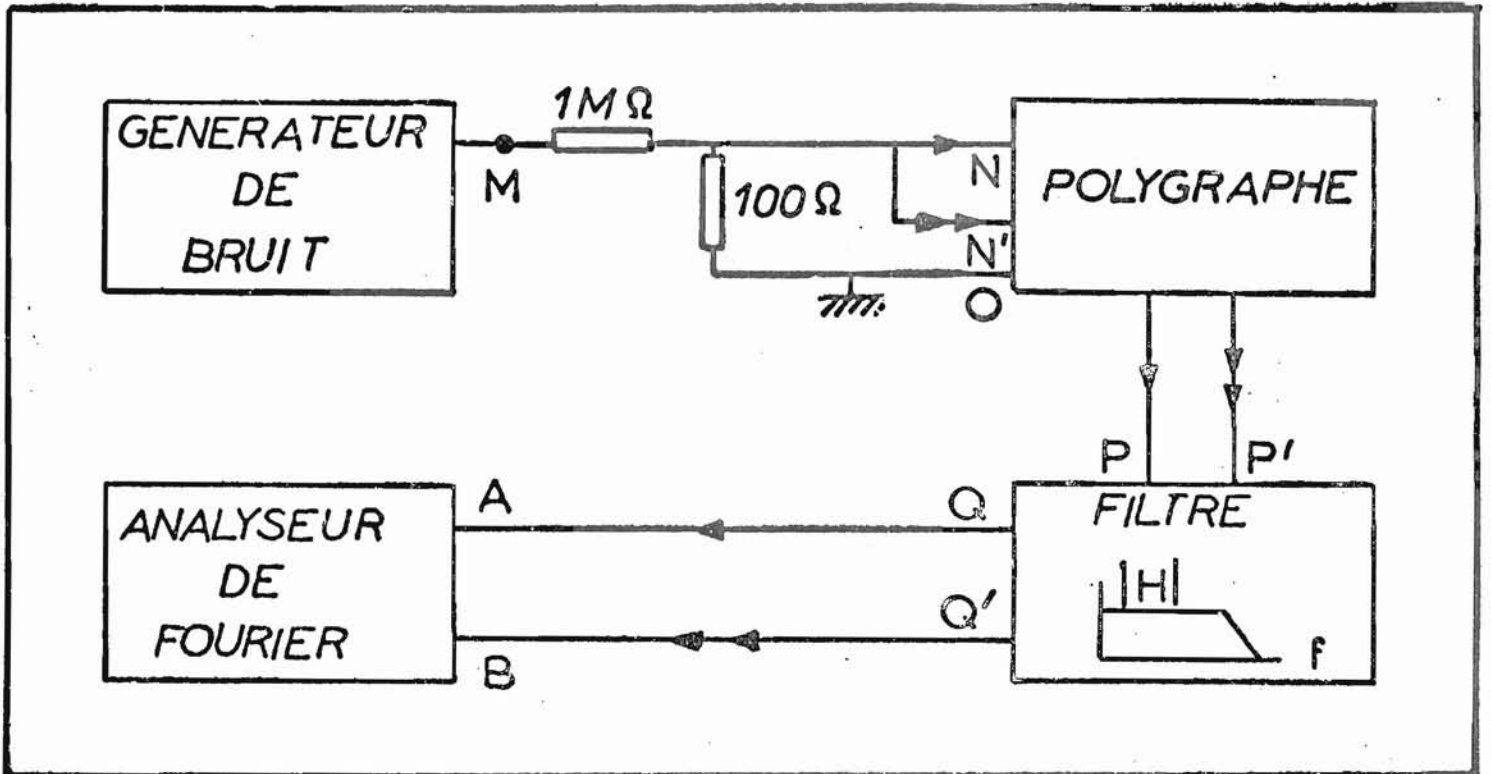 GENERATEUR
DE
BRUIT
M
1MΩ
100Ω
N
N'
O
POLYGRAPHE
P
P'
FILTRE
|H|
f
Q
Q'
A
B
ANALYSEUR
DE
FOURIER